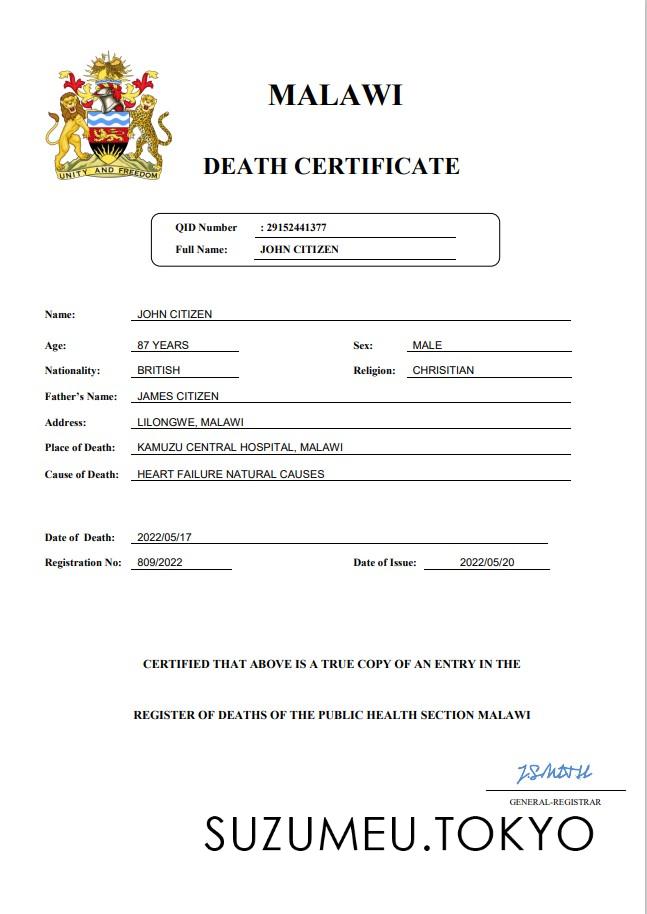 MALAWI
UNITY AND FREEDOM
DEATH CERTIFICATE
QID Number : 29152441377
Full Name: JOHN CITIZEN
Name: JOHN CITIZEN
Age: 87 YEARS Sex: MALE
Nationality: BRITISH Religion: CHRISITIAN
Father's Name: JAMES CITIZEN
Address: LILONGWE, MALAWI
Place of Death: KAMUZU CENTRAL HOSPITAL, MALAWI
Cause of Death: HEART FAILURE NATURAL CAUSES
Date of Death: 2022/05/17
Registration No: 809/2022 Date of Issue: 2022/05/20
CERTIFIED THAT ABOVE IS A TRUE COPY OF AN ENTRY IN THE
REGISTER OF DEATHS OF THE PUBLIC HEALTH SECTION MALAWI
GENERAL-REGISTRAR
SUZUMEU.TOKYO